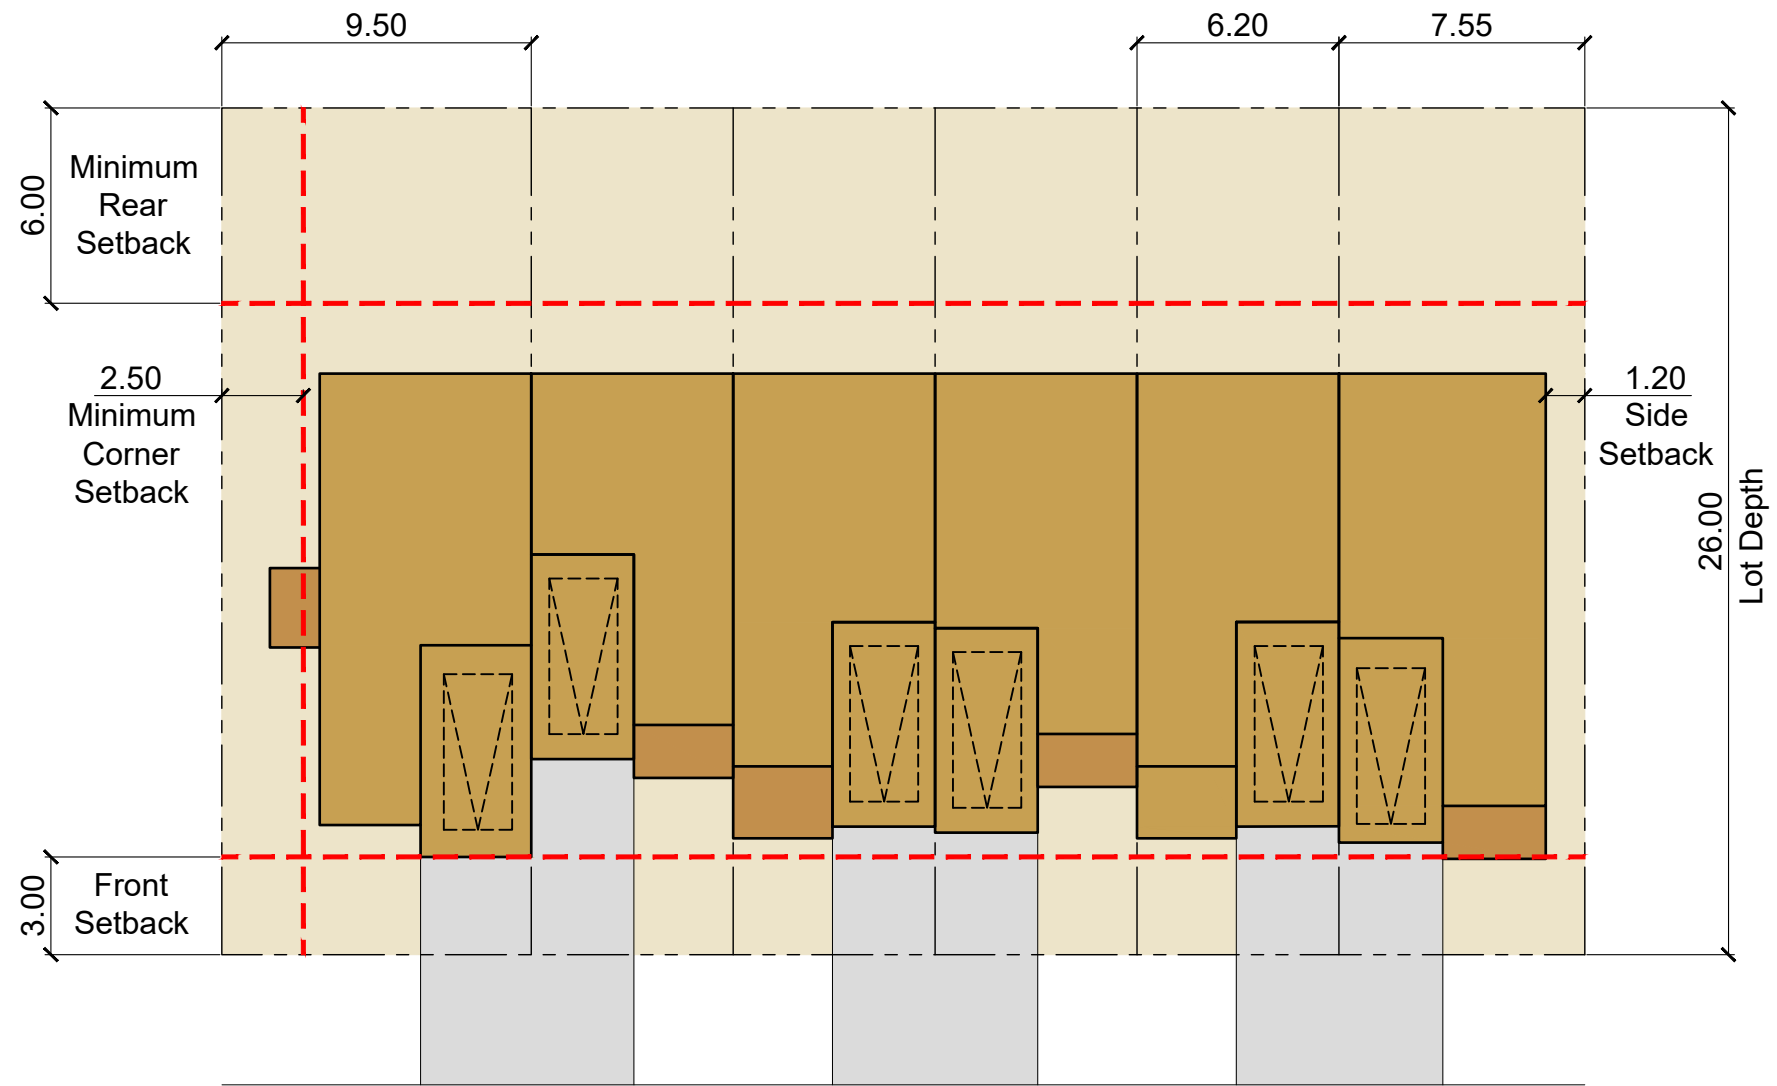 9.50
6.20
7.55
6.00
Minimum
Rear
Setback
2.50
Minimum
Corner
Setback
1.20
Side
Setback
26.00
Lot Depth
3.00
Front
Setback